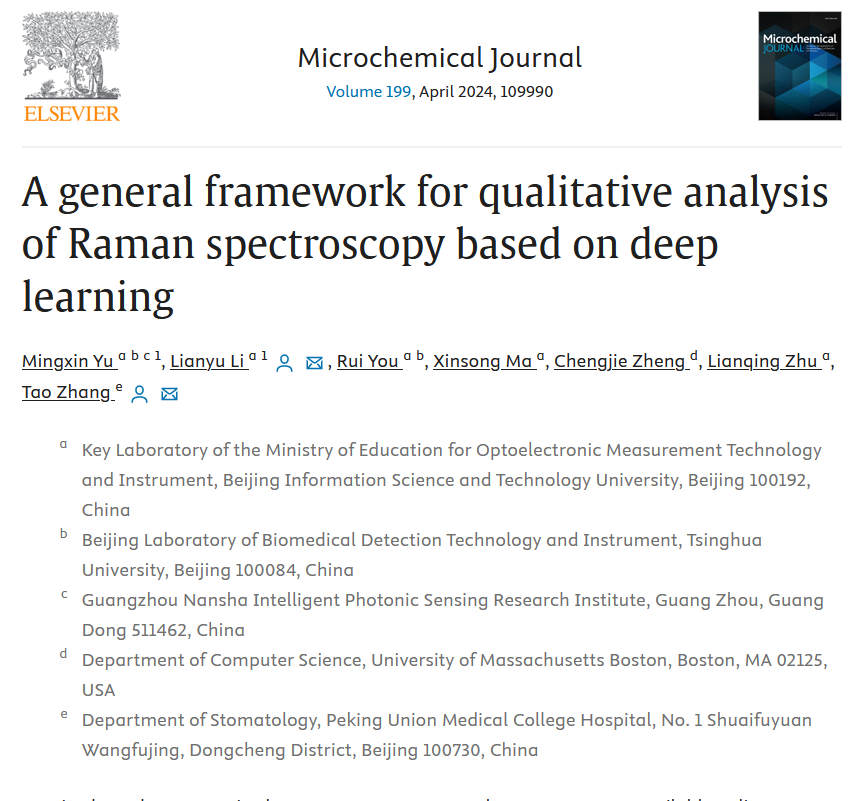 ELSEVIER
Microchemical Journal
Volume 199, April 2024, 109990
Microchemical
JOURNAL
A general framework for qualitative analysis
of Raman spectroscopy based on deep
learning
Mingxin Yu a b c 1, Lianyu Li a 1, Rui You a b, Xinsong Ma a, Chengjie Zheng d, Lianqing Zhu a,
Tao Zhang e
a Key Laboratory of the Ministry of Education for Optoelectronic Measurement Technology
and Instrument, Beijing Information Science and Technology University, Beijing 100192,
China
b Beijing Laboratory of Biomedical Detection Technology and Instrument, Tsinghua
University, Beijing 100084, China
c Guangzhou Nansha Intelligent Photonic Sensing Research Institute, Guang Zhou, Guang
Dong 511462, China
d Department of Computer Science, University of Massachusetts Boston, Boston, MA 02125,
USA
e Department of Stomatology, Peking Union Medical College Hospital, No. 1 Shuaifuyuan
Wangfujing, Dongcheng District, Beijing 100730, China